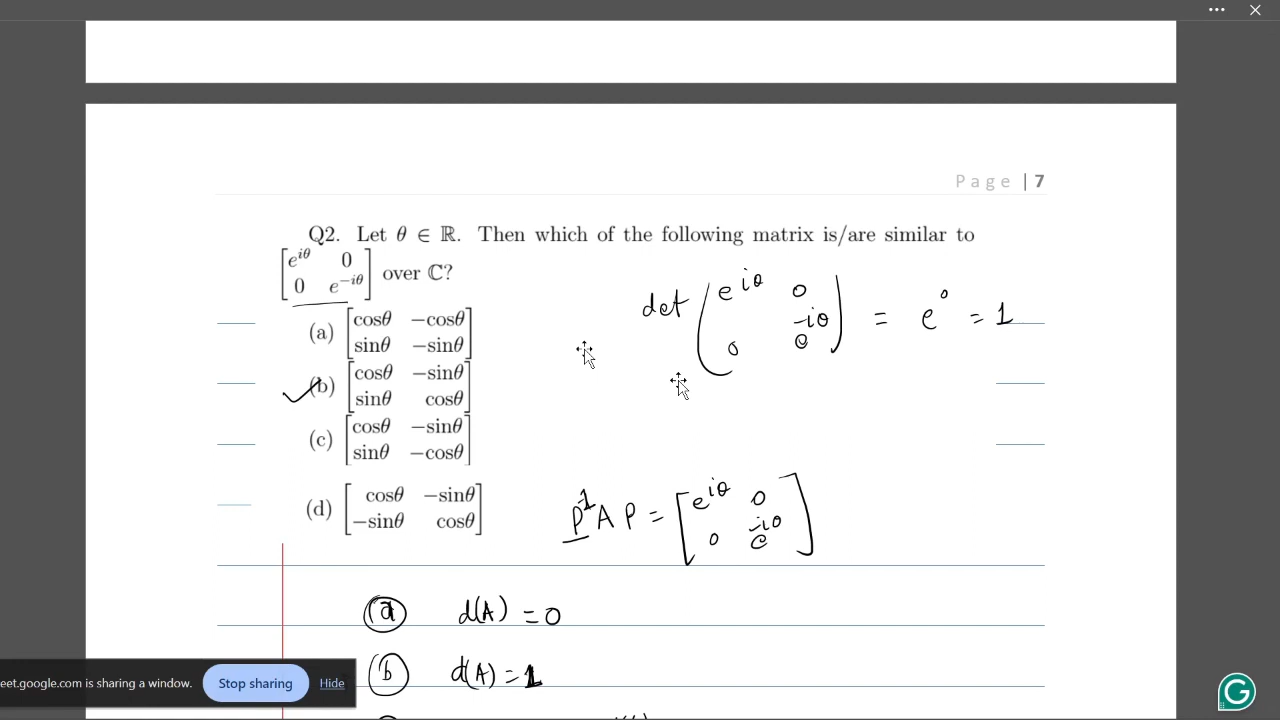 Page | 7
Q2. Let θ ∈ ℝ. Then which of the following matrix is/are similar to
[e^{iθ} 0
0 e^{-iθ}] over ℂ?
det (e^{iθ} 0
0 e^{-iθ}) = e^0 = 1
(a) [cosθ −cosθ
sinθ −sinθ]
(b) [cosθ −sinθ
sinθ cosθ]
(c) [cosθ −sinθ
sinθ −cosθ]
(d) [cosθ −sinθ
−sinθ cosθ]
P^{-1} A P = [e^{iθ} 0
0 e^{-iθ}]
(a) d(A) = 0
(b) d(A) = 1
eet.google.com is sharing a window. Stop sharing Hide